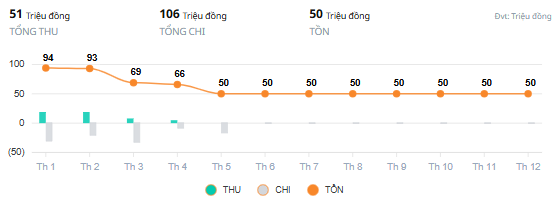 51 Triệu đồng 106 Triệu đồng 50 Triệu đồng Đvt: Triệu đồng
TỔNG THU TỔNG CHI TỒN
94 93 69 66 50 50 50 50 50 50 50 50
100
50
0
(50)
Th 1 Th 2 Th 3 Th 4 Th 5 Th 6 Th 7 Th 8 Th 9 Th 10 Th 11 Th 12
THU CHI TỒN